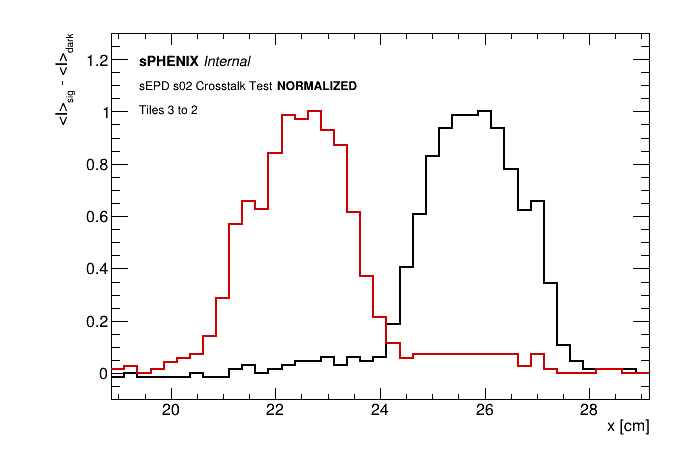 <I>sig - <I>dark
sPHENIX Internal
sEPD s02 Crosstalk Test NORMALIZED
Tiles 3 to 2
1.2
1
0.8
0.6
0.4
0.2
0
20 22 24 26 28
x [cm]